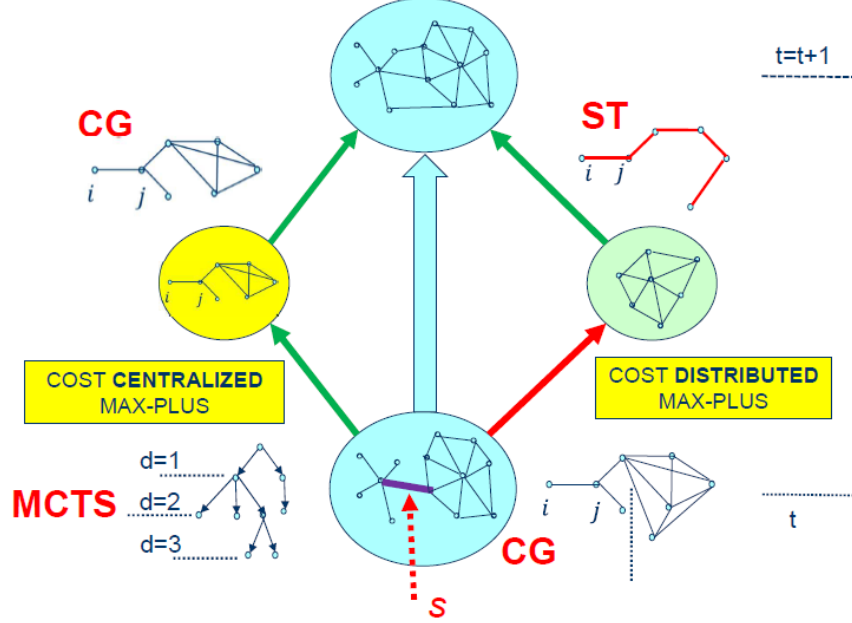 t=t+1
CG
ST
i j
i j
i j
COST CENTRALIZED
MAX-PLUS
COST DISTRIBUTED
MAX-PLUS
d=1
MCTS
d=2
d=3
i j
t
CG
S